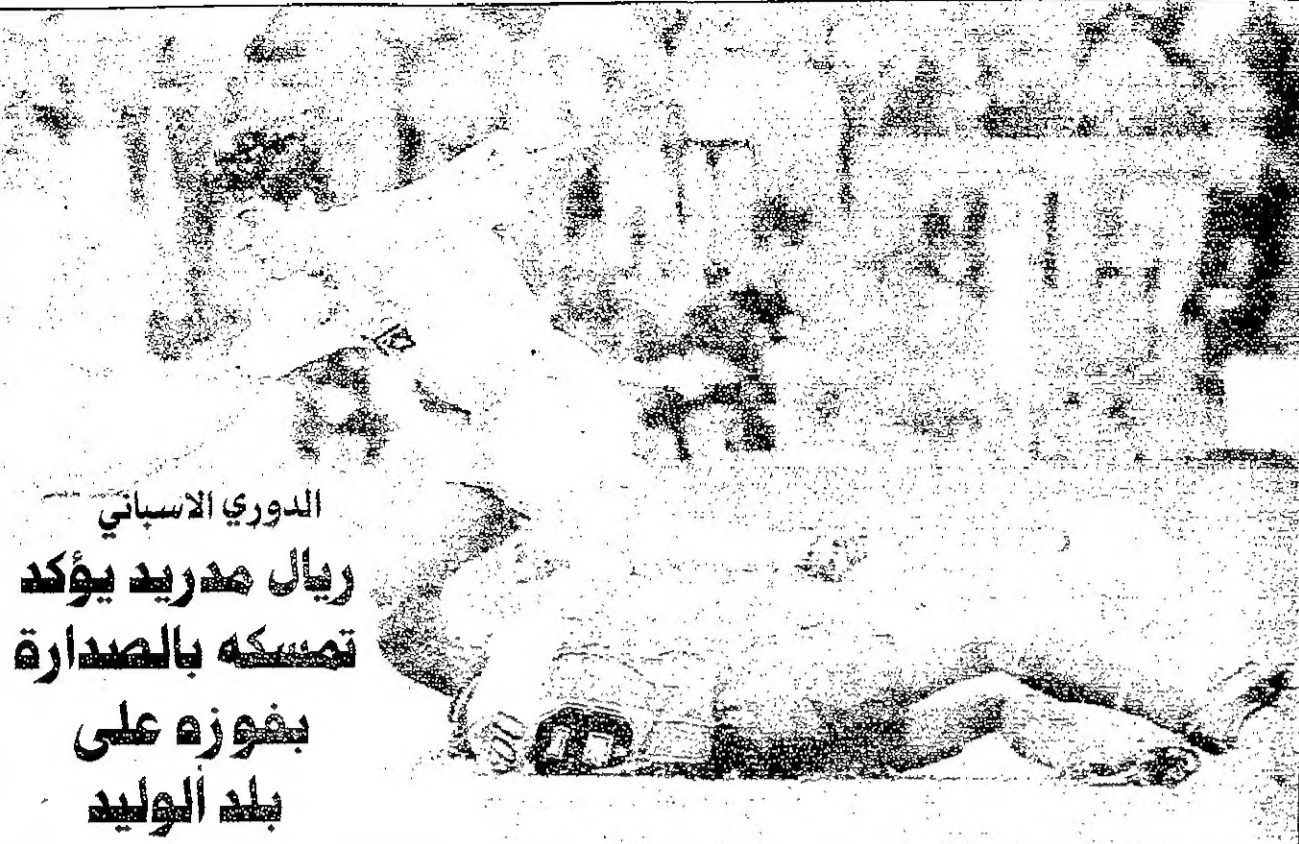 الدوري الاسباني
ريال مدريد يؤكد
تمسكه بالصدارة
بفوزه على
بلد الوليد